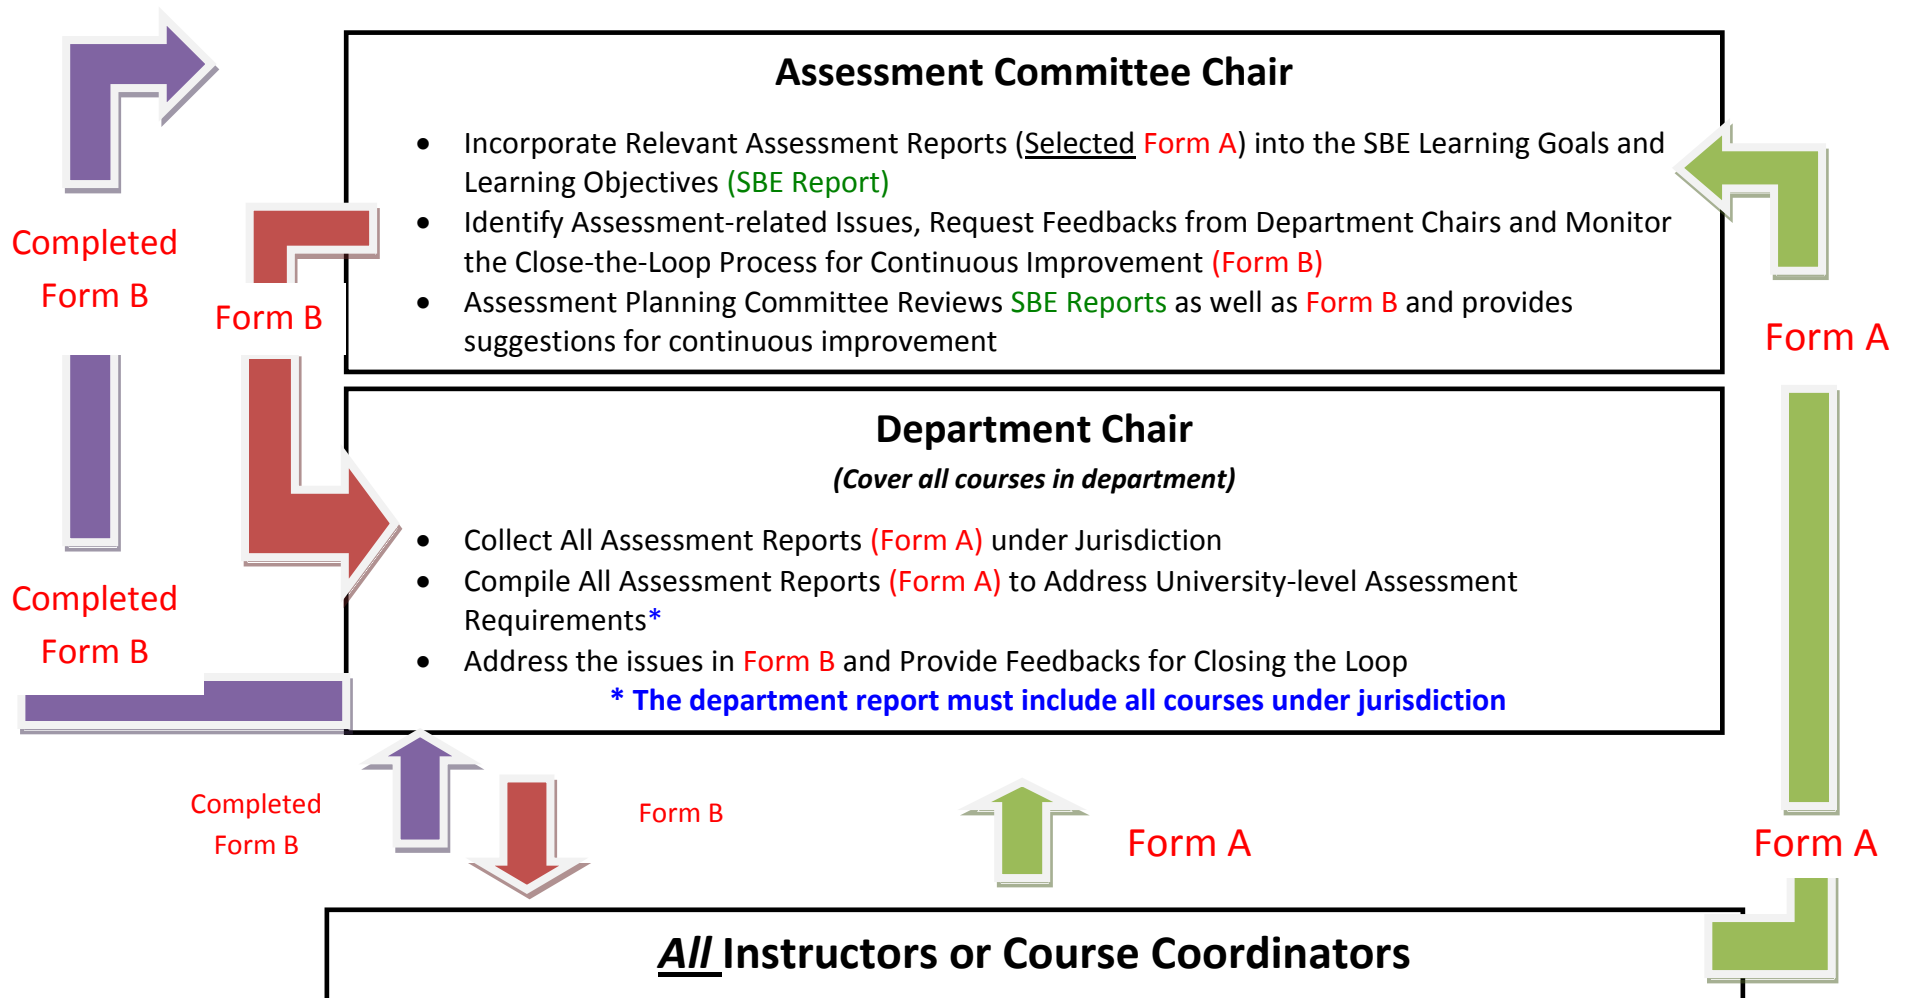 Assessment Committee Chair
• Incorporate Relevant Assessment Reports (Selected Form A) into the SBE Learning Goals and
Learning Objectives (SBE Report)
• Identify Assessment-related Issues, Request Feedbacks from Department Chairs and Monitor
the Close-the-Loop Process for Continuous Improvement (Form B)
• Assessment Planning Committee Reviews SBE Reports as well as Form B and provides
suggestions for continuous improvement
Completed
Form B
Form B
Form A
Department Chair
(Cover all courses in department)
• Collect All Assessment Reports (Form A) under Jurisdiction
• Compile All Assessment Reports (Form A) to Address University-level Assessment
Requirements*
• Address the issues in Form B and Provide Feedbacks for Closing the Loop
* The department report must include all courses under jurisdiction
Completed
Form B
Completed
Form B
Form B
Form A
Form A
All Instructors or Course Coordinators